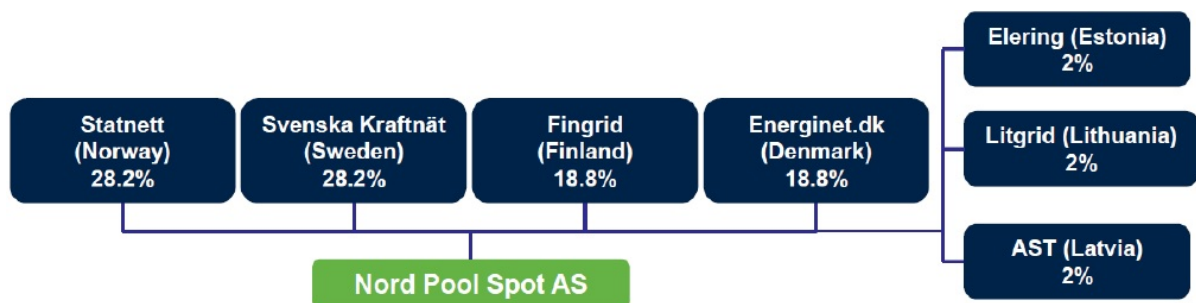 Statnett
(Norway)
28.2%
Svenska Kraftnät
(Sweden)
28.2%
Fingrid
(Finland)
18.8%
Energinet.dk
(Denmark)
18.8%
Elering (Estonia)
2%
Litgrid (Lithuania)
2%
AST (Latvia)
2%
Nord Pool Spot AS